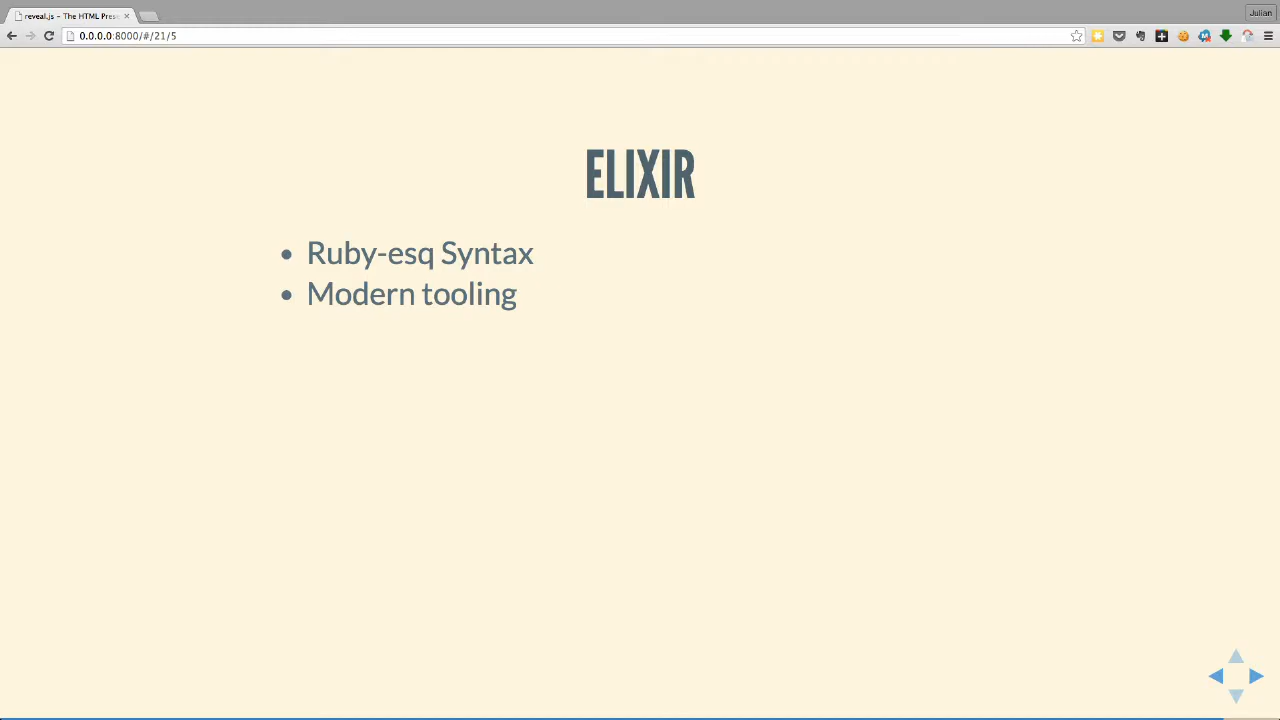 reveal.js – The HTML Pres
Julian
0.0.0.0:8000/#/21/5
ELIXIR
Ruby-esq Syntax
Modern tooling